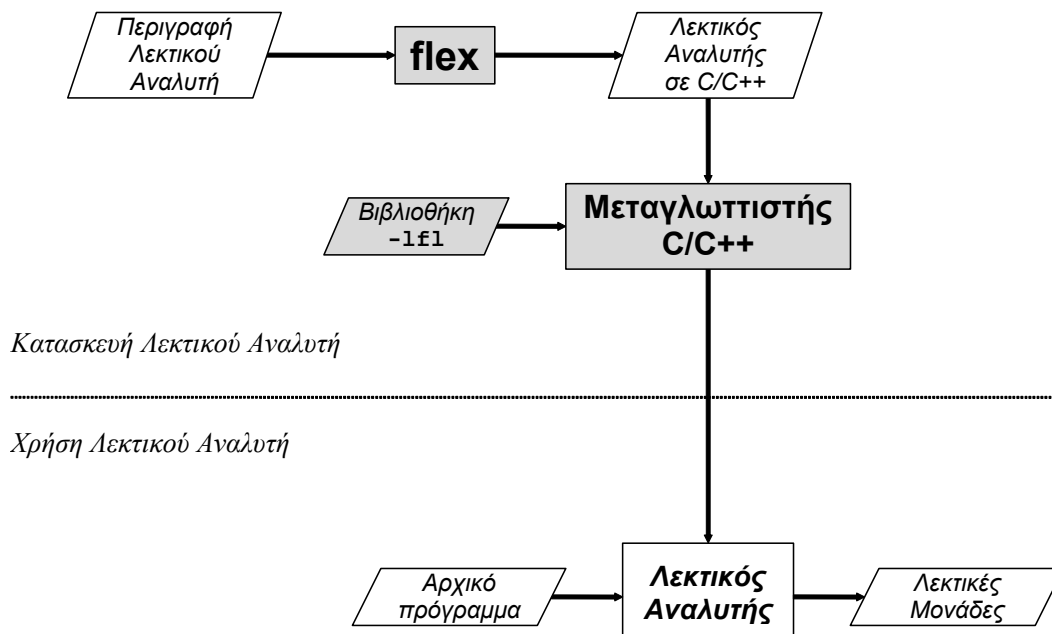 Περιγραφή
Λεκτικού
Αναλυτή
flex
Λεκτικός
Αναλυτής
σε C/C++
Βιβλιοθήκη
-lfl
Μεταγλωττιστής
C/C++
Κατασκευή Λεκτικού Αναλυτή
Χρήση Λεκτικού Αναλυτή
Αρχικό
πρόγραμμα
Λεκτικός
Αναλυτής
Λεκτικές
Μονάδες